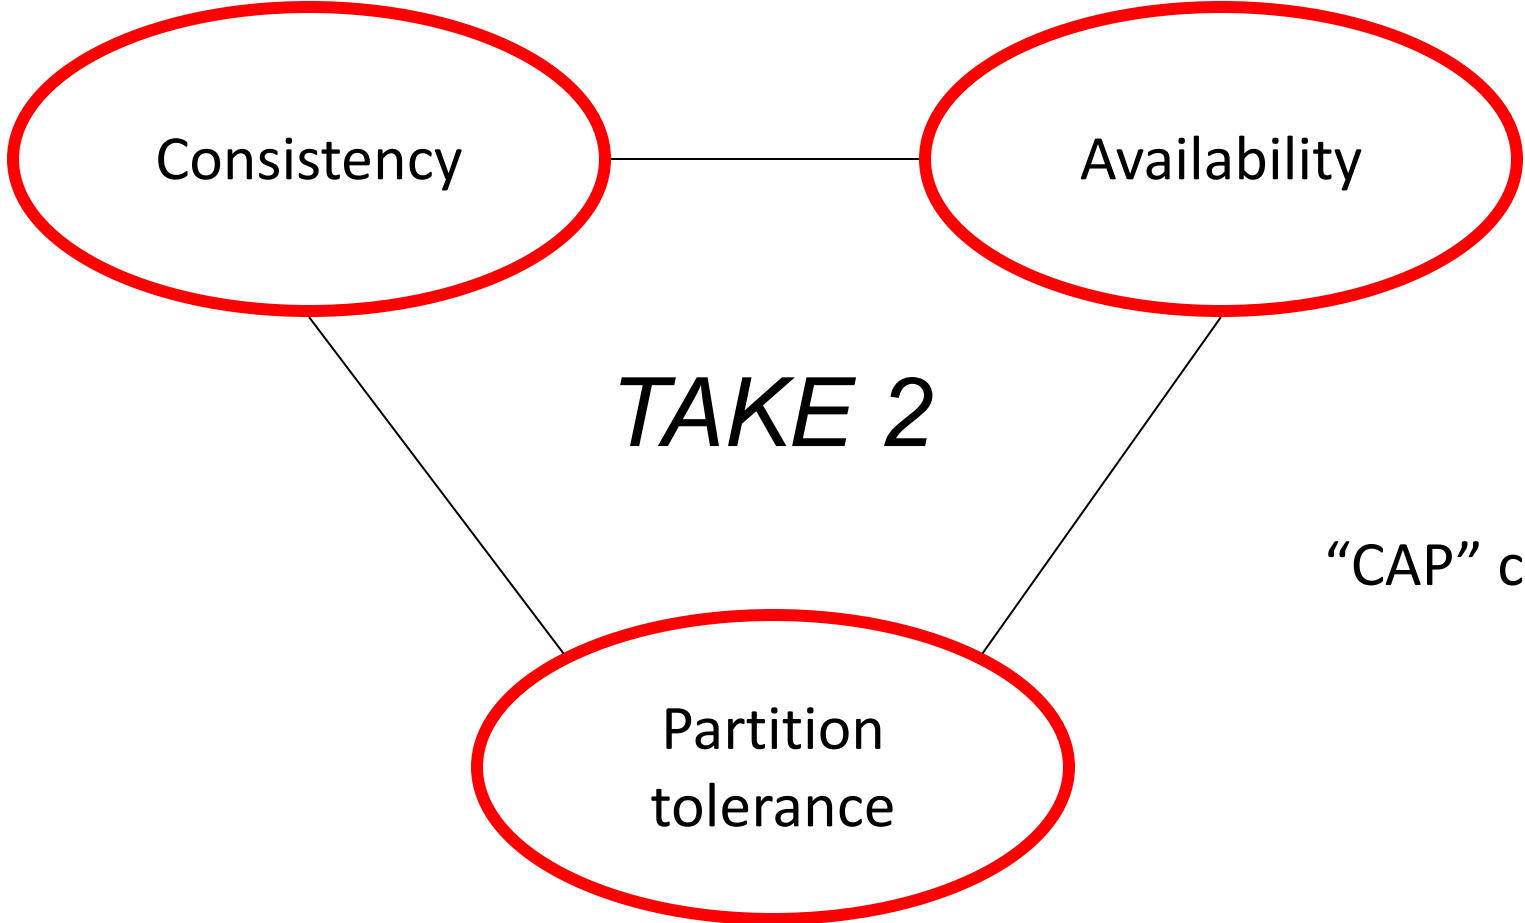 Consistency
Availability
TAKE 2
“CAP” c
Partition
tolerance